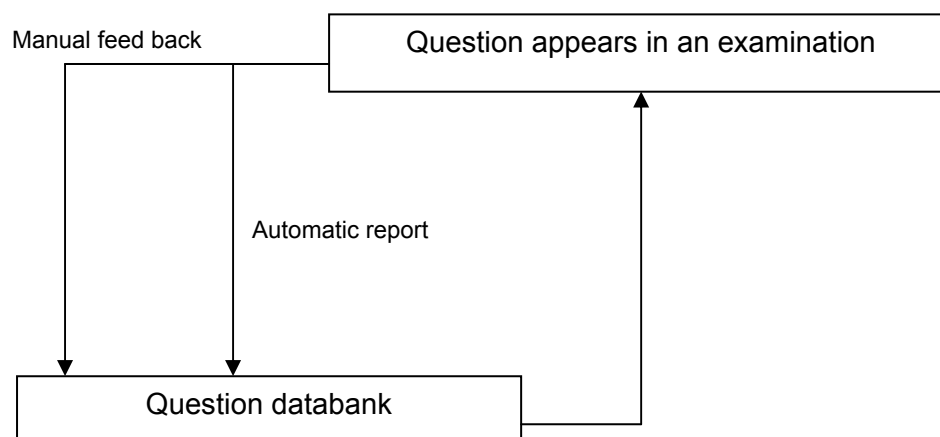 Manual feed back
Question appears in an examination
Automatic report
Question databank